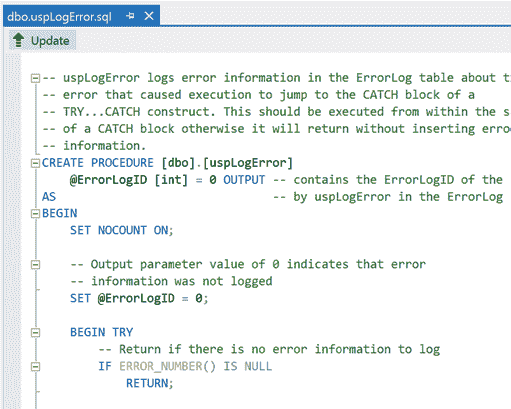 dbo.uspLogError.sql
Update
-- uspLogError logs error information in the ErrorLog table about
-- error that caused execution to jump to the CATCH block of a
-- TRY...CATCH construct. This should be executed from within the
-- of a CATCH block otherwise it will return without inserting
-- information.
CREATE PROCEDURE [dbo].[uspLogError]
@ErrorLogID [int] = 0 OUTPUT -- contains the ErrorLogID of the
AS -- by uspLogError in the ErrorLog
BEGIN
SET NOCOUNT ON;
-- Output parameter value of 0 indicates that error
-- information was not logged
SET @ErrorLogID = 0;
BEGIN TRY
-- Return if there is no error information to log
IF ERROR_NUMBER() IS NULL
RETURN;